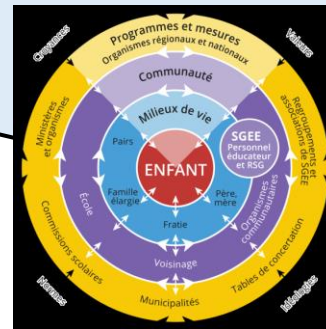 Croyances
Valeurs
Programmes et mesures
Organismes régionaux et nationaux
Communauté
Milieux de vie
Ministères
et organismes
Regroupements et
associations de SGEE
SGEE
Personnel
éducateur
et RSG
Pairs
ENFANT
École
Famille
élargie
Père,
mère
Organismes
communautaires
Fratie
Voisinage
Commissions scolaires
Tables de concertation
Municipalités
Normes
Idéologies